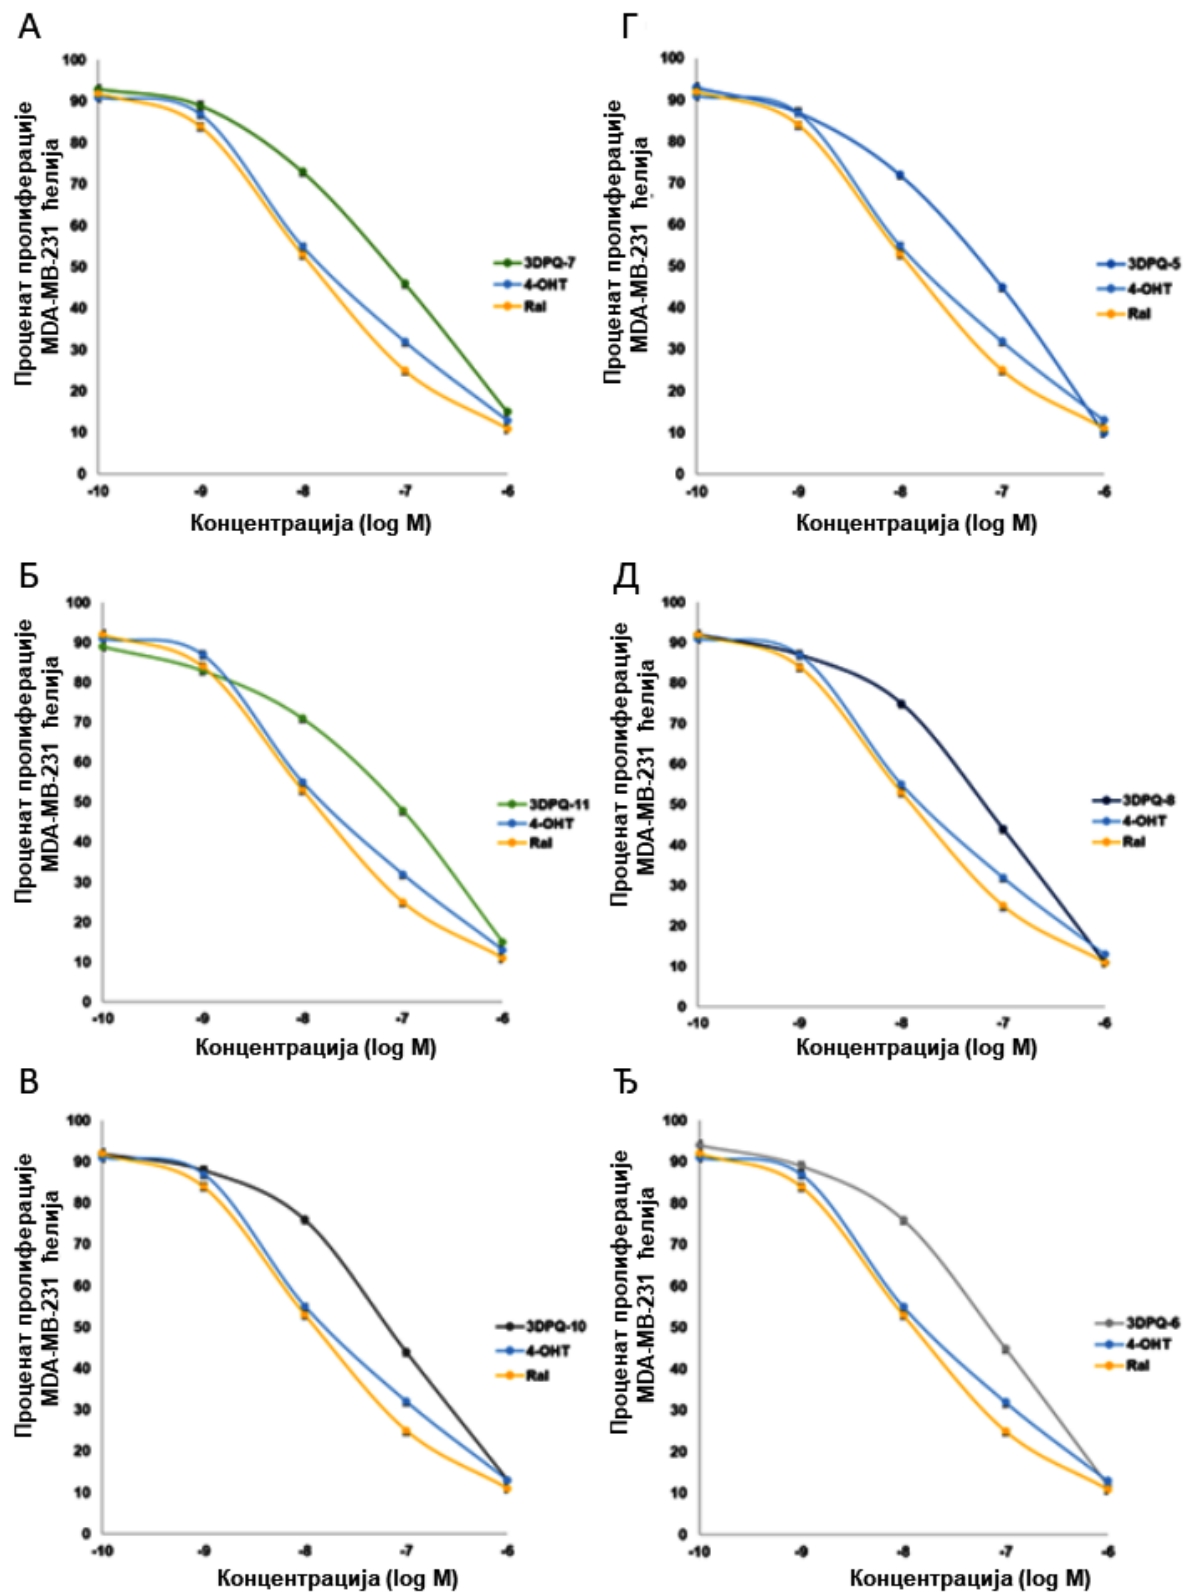 А
100
90
80
70
60
50
40
30
20
10
0
-10 -9 -8 -7 -6
Проценат пролиферације
MDA-MB-231 ћелија
Концентрација (log M)
3DPQ-7
4-OHT
Ral
Г
100
90
80
70
60
50
40
30
20
10
0
-10 -9 -8 -7 -6
Проценат пролиферације
MDA-MB-231 ћелија
Концентрација (log M)
3DPQ-5
4-OHT
Ral
Б
100
90
80
70
60
50
40
30
20
10
0
-10 -9 -8 -7 -6
Проценат пролиферације
MDA-MB-231 ћелија
Концентрација (log M)
3DPQ-11
4-OHT
Ral
Д
100
90
80
70
60
50
40
30
20
10
0
-10 -9 -8 -7 -6
Проценат пролиферације
MDA-MB-231 ћелија
Концентрација (log M)
3DPQ-8
4-OHT
Ral
В
100
90
80
70
60
50
40
30
20
10
0
-10 -9 -8 -7 -6
Проценат пролиферације
MDA-MB-231 ћелија
Концентрација (log M)
3DPQ-10
4-OHT
Ral
Ђ
100
90
80
70
60
50
40
30
20
10
0
-10 -9 -8 -7 -6
Проценат пролиферације
MDA-MB-231 ћелија
Концентрација (log M)
3DPQ-6
4-OHT
Ral